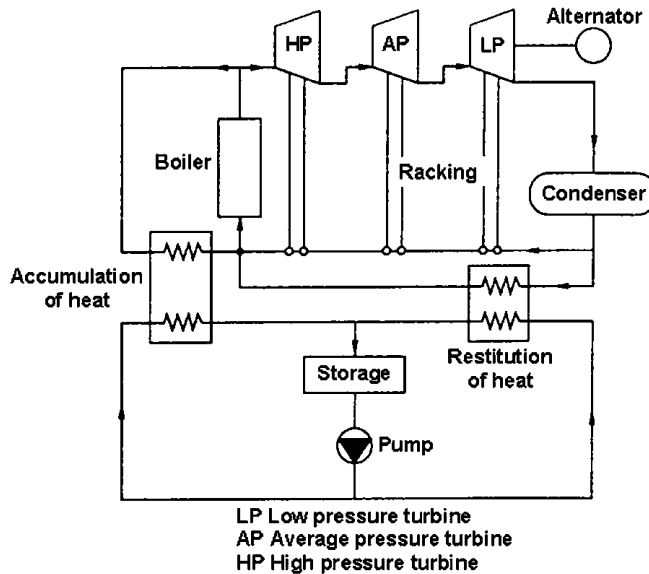 Alternator
HP
AP
LP
Boiler
Racking
Condenser
Accumulation
of heat
Restitution
of heat
Storage
Pump
LP Low pressure turbine
AP Average pressure turbine
HP High pressure turbine